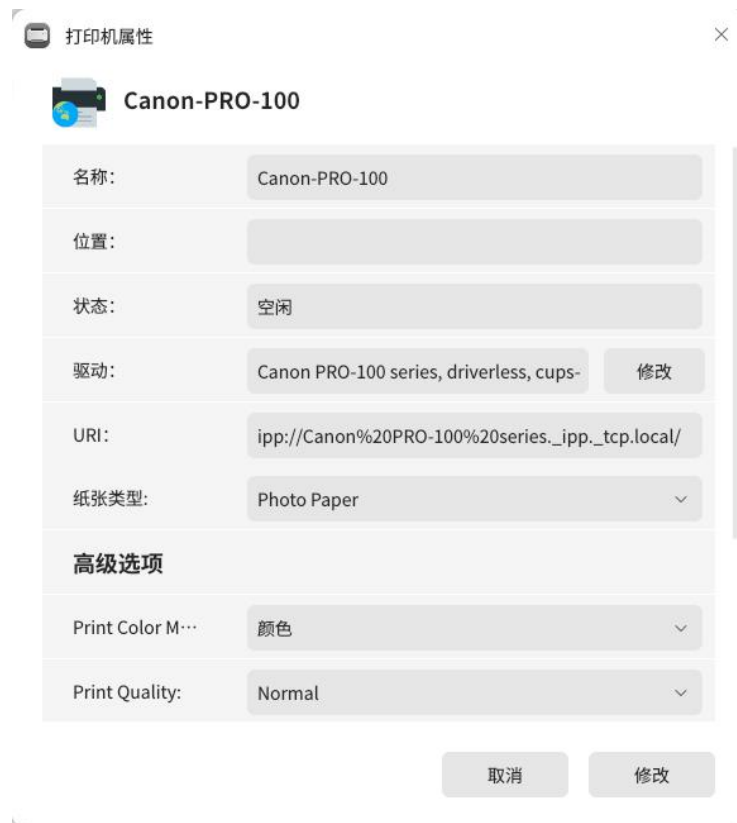 打印机属性
Canon-PRO-100
名称： Canon-PRO-100
位置：
状态： 空闲
驱动： Canon PRO-100 series, driverless, cups- 修改
URI： ipp://Canon%20PRO-100%20series._ipp._tcp.local/
纸张类型: Photo Paper
高级选项
Print Color M··· 颜色
Print Quality: Normal
取消 修改